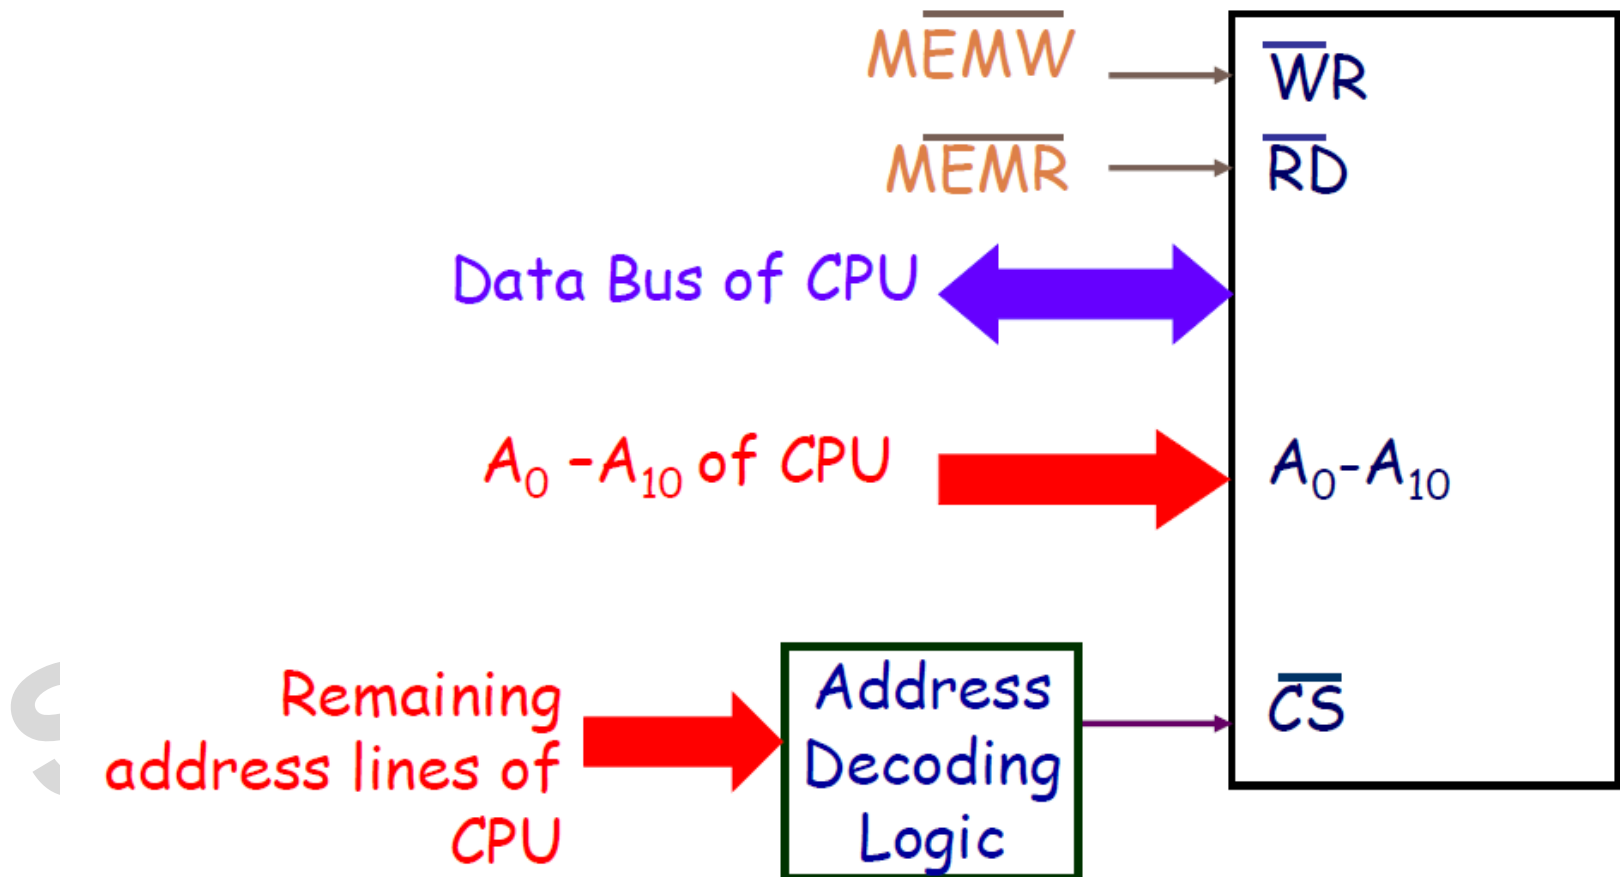 MEMW
WR
MEMR
RD
Data Bus of CPU
A₀ -A₁₀ of CPU
A₀-A₁₀
Remaining
address lines of
CPU
Address
Decoding
Logic
CS